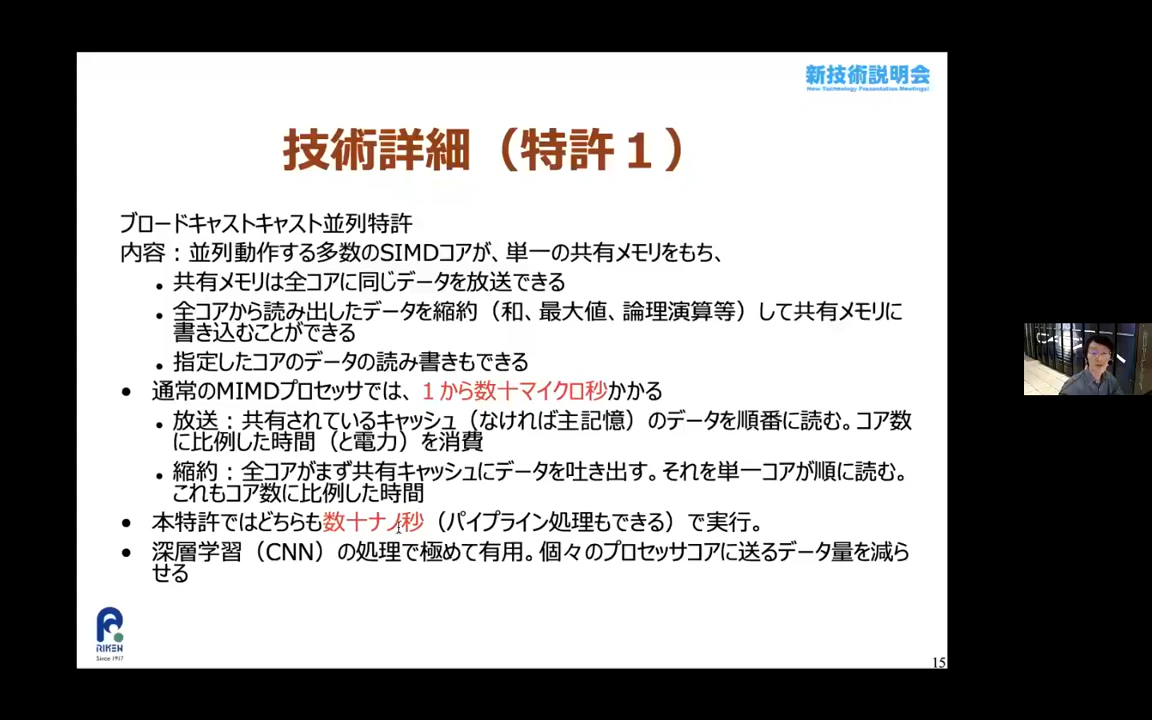 新技術説明会
New Technology Presentation Meetings!
技術詳細（特許１）
ブロードキャストキャスト並列特許
内容：並列動作する多数のSIMDコアが、単一の共有メモリをもち、
• 共有メモリは全コアに同じデータを放送できる
• 全コアから読み出したデータを縮約（和、最大値、論理演算等）して共有メモリに
書き込むことができる
• 指定したコアのデータの読み書きもできる
• 通常のMIMDプロセッサでは、１から数十マイクロ秒かかる
• 放送：共有されているキャッシュ（なければ主記憶）のデータを順番に読む。コア数
に比例した時間（と電力）を消費
• 縮約：全コアがまず共有キャッシュにデータを吐き出す。それを単一コアが順に読む。
これもコア数に比例した時間
• 本特許ではどちらも数十ナノ秒（パイプライン処理もできる）で実行。
• 深層学習（CNN）の処理で極めて有用。個々のプロセッサコアに送るデータ量を減ら
せる
RIKEN
Since 1917
15